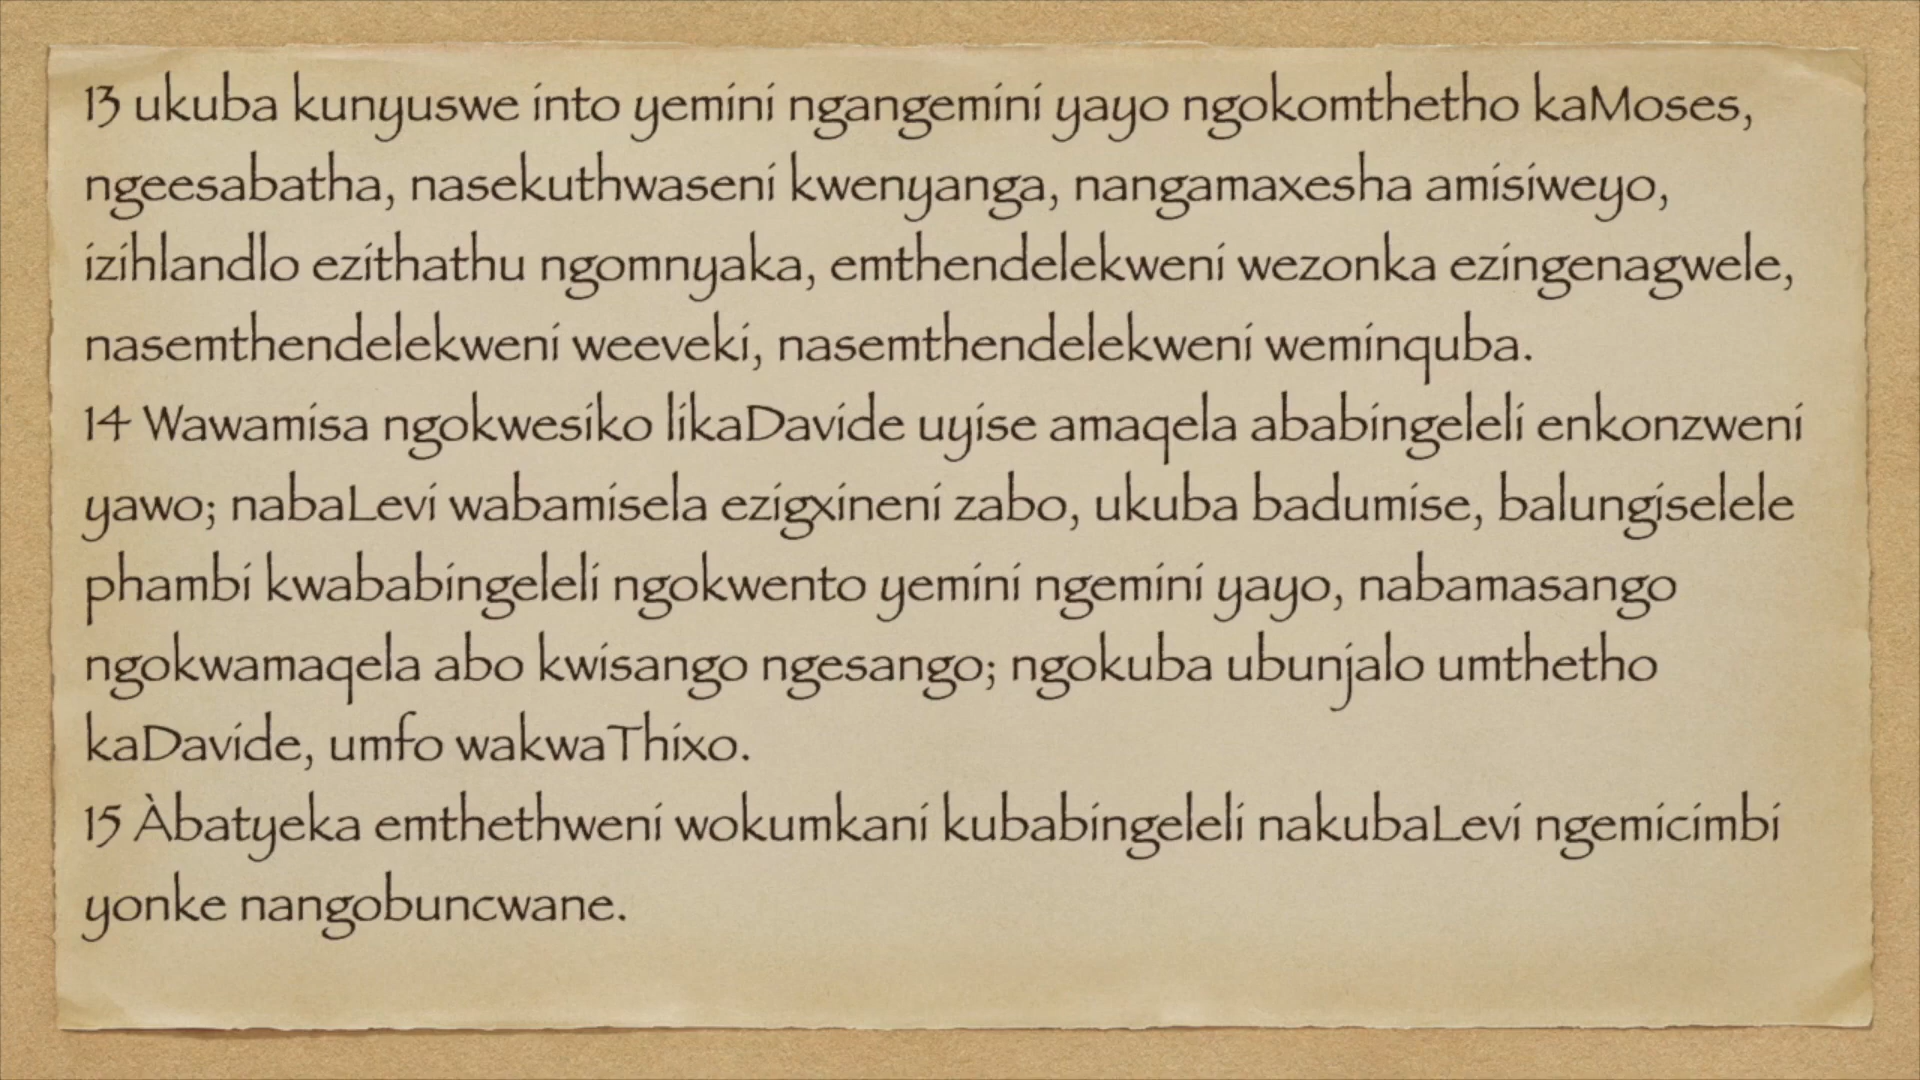 13 ukuba kunyuswe into yemini ngangemini yayo ngokomthetho kaMoses,
ngeesabatha, nasekuthwaseni kwenyanga, nangamaxesha amisiweyo,
izihlandlo ezithathu ngomnyaka, emthendelekweni wezonka ezingenagwele,
nasemthendelekweni weeveki, nasemthendelekweni weminquba.
14 Wawamisa ngokwesiko likaDavide uyise amaqela ababingeleli enkonzweni
yawo; nabaLevi wabamisela ezigxineni zabo, ukuba badumise, balungiselele
phambi kwababingeleli ngokwento yemini ngemini yayo, nabamasango
ngokwamaqela abo kwisango ngesango; ngokuba ubunjalo umthetho
kaDavide, umfo wakwaThixo.
15 Àbatyeka emthethweni wokumkani kubabingeleli nakubaLevi ngemicimbi
yonke nangobuncwane.